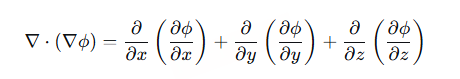 ∇ · (∇ϕ) = ∂/∂x (∂ϕ/∂x) + ∂/∂y (∂ϕ/∂y) + ∂/∂z (∂ϕ/∂z)